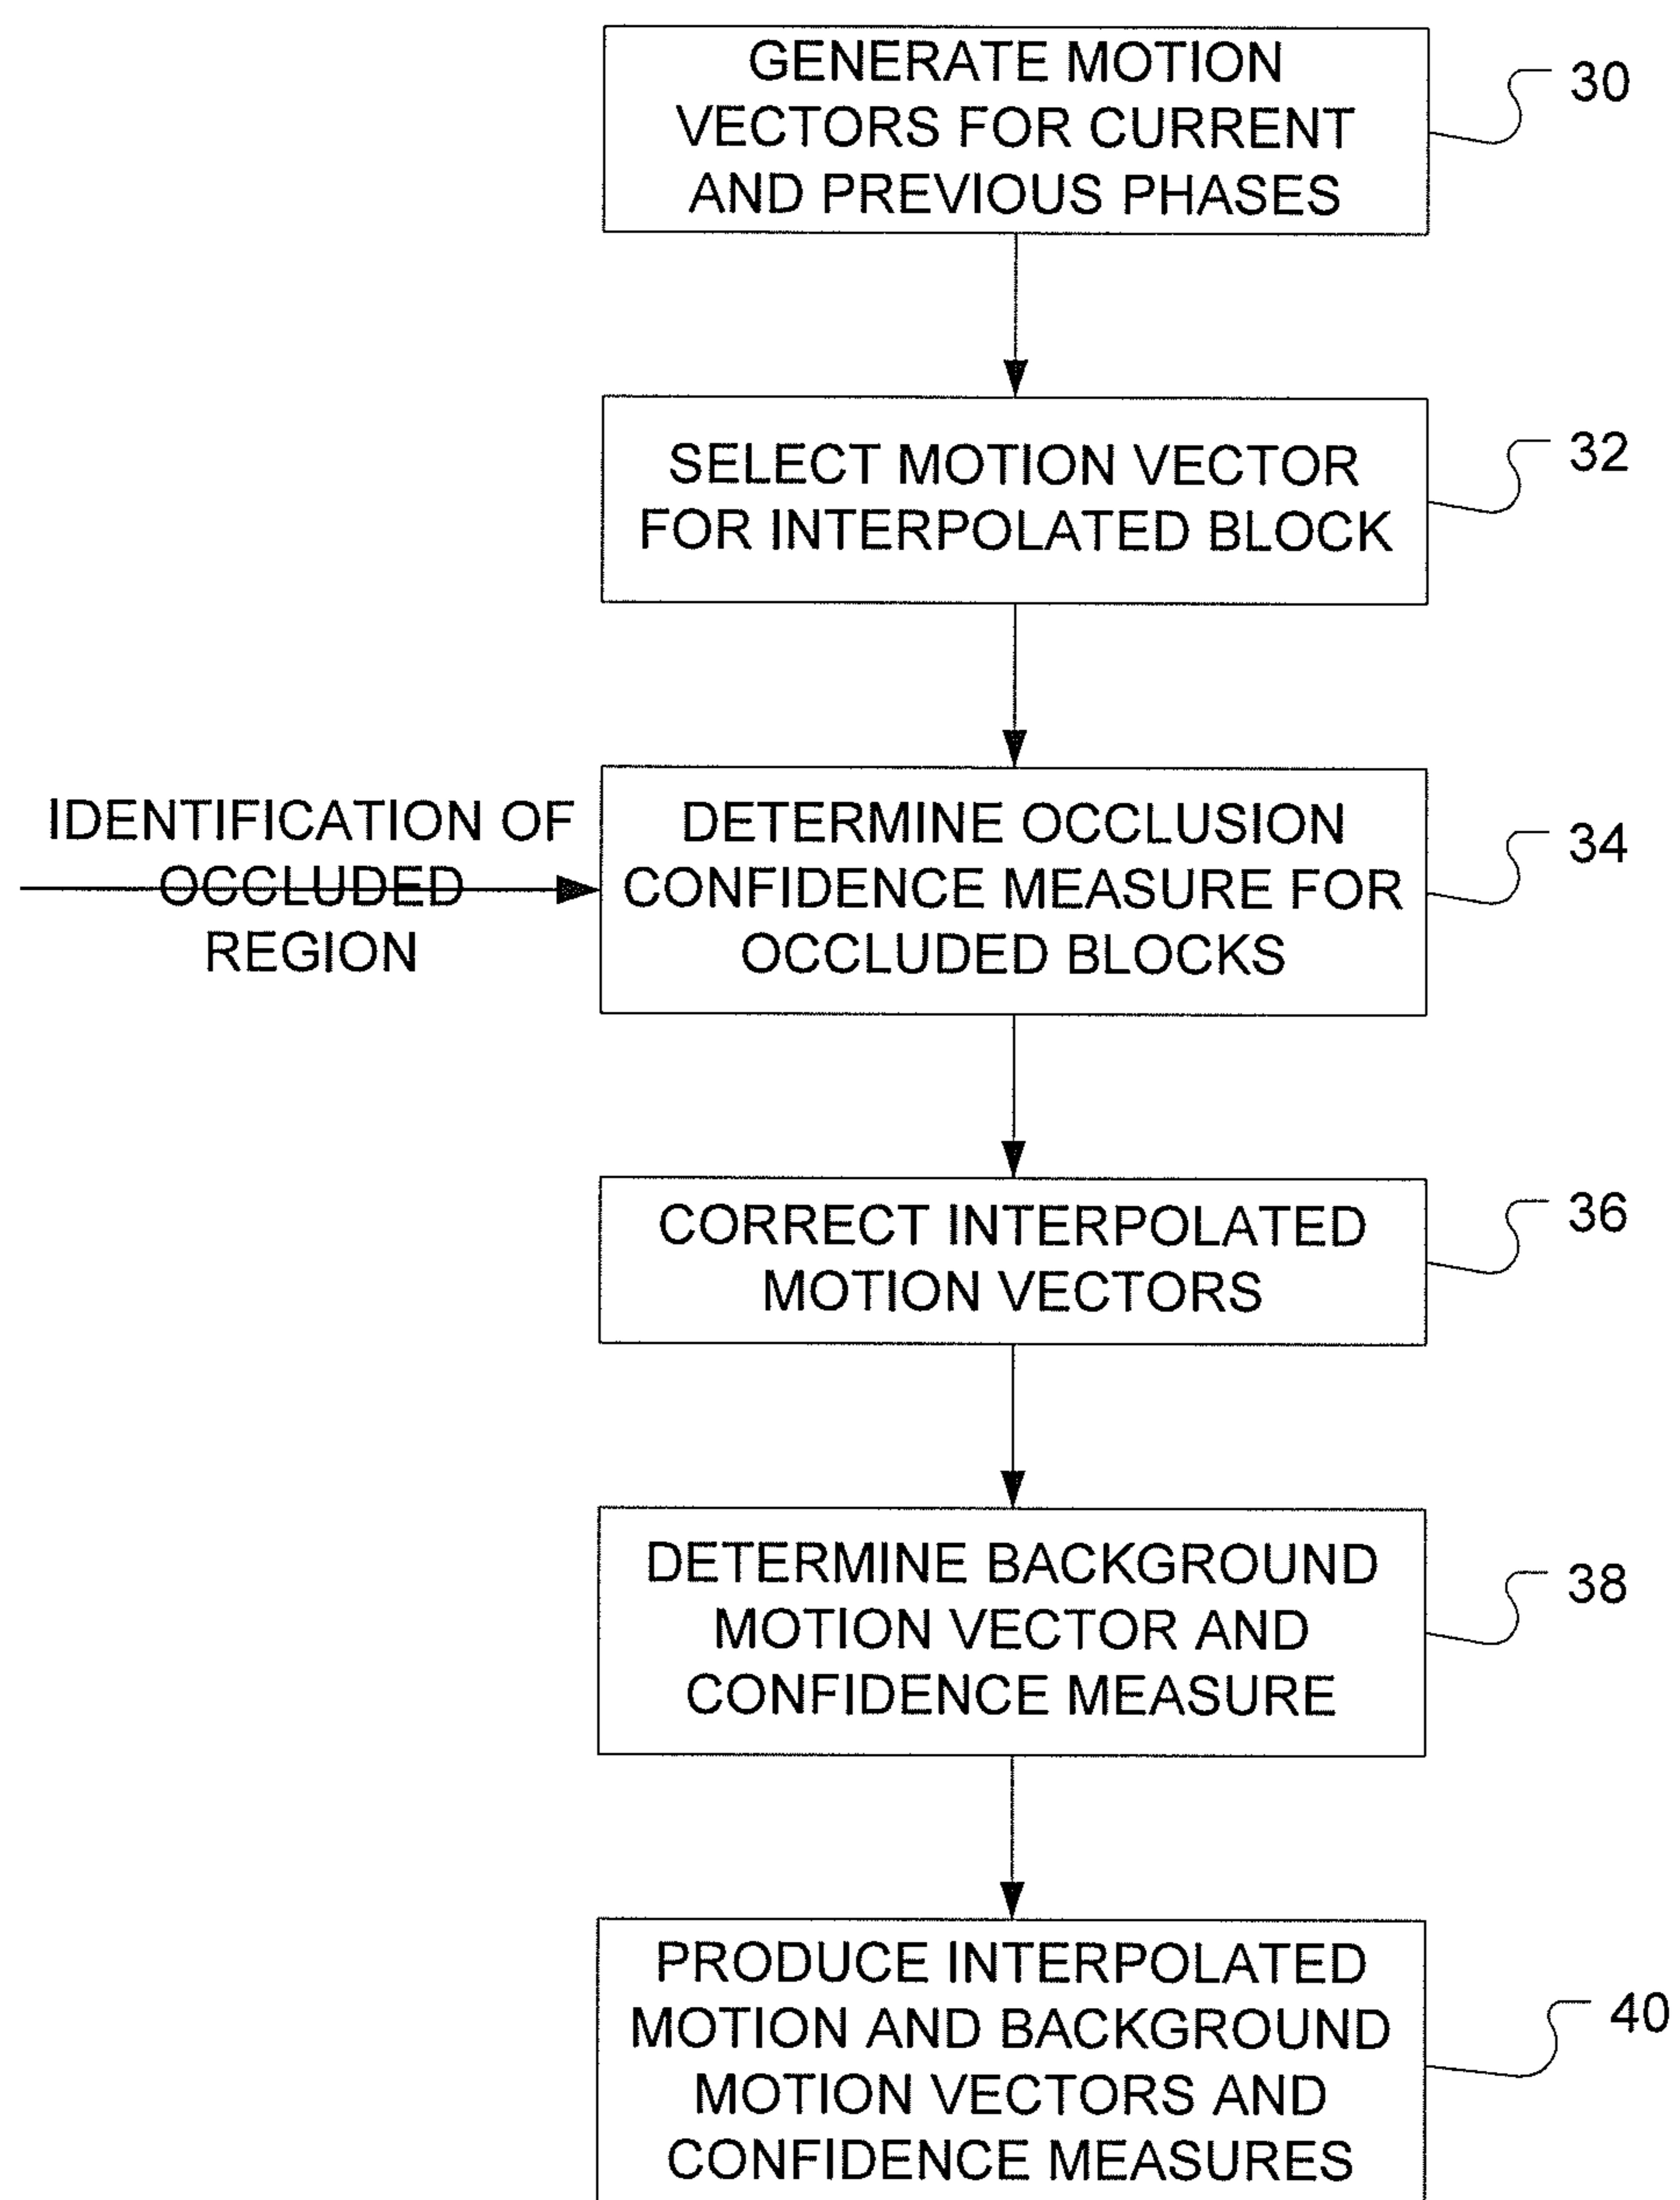 GENERATE MOTION
VECTORS FOR CURRENT
AND PREVIOUS PHASES
30
SELECT MOTION VECTOR
FOR INTERPOLATED BLOCK
32
IDENTIFICATION OF
OCCLUDED
REGION
DETERMINE OCCLUSION
CONFIDENCE MEASURE FOR
OCCLUDED BLOCKS
34
CORRECT INTERPOLATED
MOTION VECTORS
36
DETERMINE BACKGROUND
MOTION VECTOR AND
CONFIDENCE MEASURE
38
PRODUCE INTERPOLATED
MOTION AND BACKGROUND
MOTION VECTORS AND
CONFIDENCE MEASURES
40